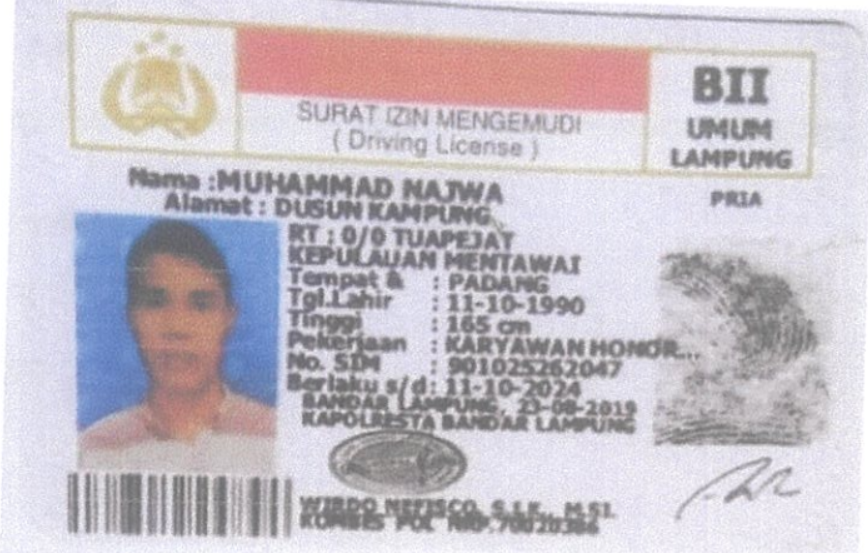 SURAT IZIN MENGEMUDI
( Driving License )
BII
UMUM
LAMPUNG
PRIA
Nama :MUHAMMAD NAJWA
Alamat : DUSUN KAMPUNG
RT : 0/0 TUAPEJAT
KEPULAUAN MENTAWAI
Tempat & : PADANG
Tgl.Lahir : 11-10-1990
Tinggi : 165 cm
Pekerjaan : KARYAWAN HONOR...
No. SIM : 901025262047
Berlaku s/d : 11-10-2024
BANDAR LAMPUNG, 23-08-2019
KAPOLRESTA BANDAR LAMPUNG
WIRDO NEFISCO, S.I.K., M.SI.
KOMBES POL NRP.70020386